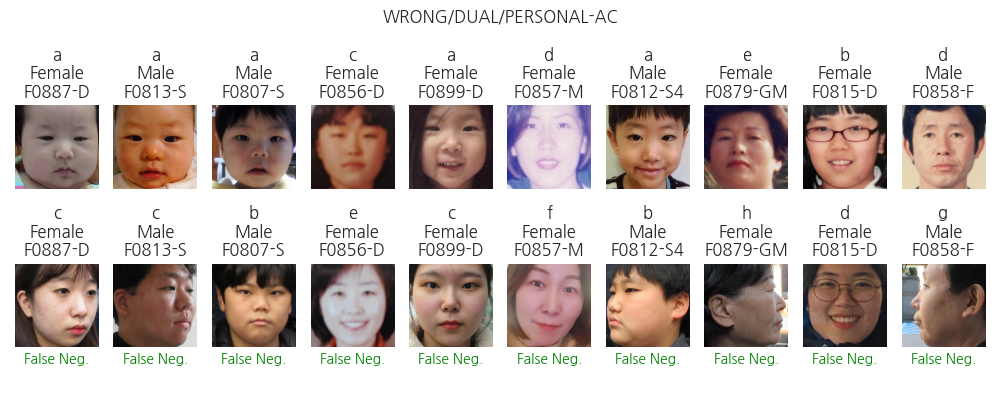 WRONG/DUAL/PERSONAL-AC
a a a c a d a e b d
Female Male Male Female Female Female Male Female Female Male
F0887-D F0813-S F0807-S F0856-D F0899-D F0857-M F0812-S4 F0879-GM F0815-D F0858-F
c c b e c f b h d g
Female Male Male Female Female Female Male Female Female Male
F0887-D F0813-S F0807-S F0856-D F0899-D F0857-M F0812-S4 F0879-GM F0815-D F0858-F
False Neg. False Neg. False Neg. False Neg. False Neg. False Neg. False Neg. False Neg. False Neg. False Neg.